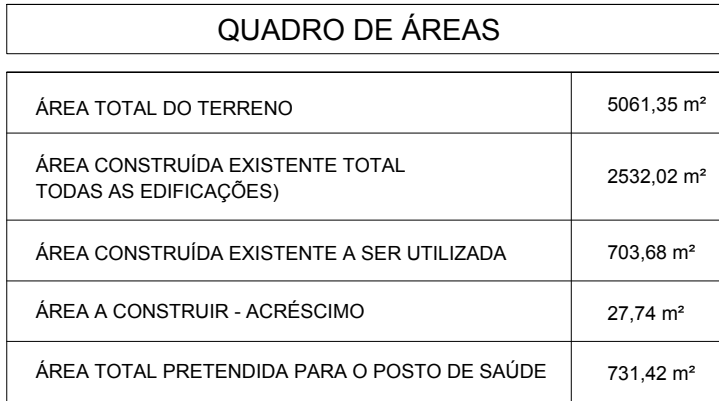 QUADRO DE ÁREAS
ÁREA TOTAL DO TERRENO 5061,35 m²
ÁREA CONSTRUÍDA EXISTENTE TOTAL
TODAS AS EDIFICAÇÕES) 2532,02 m²
ÁREA CONSTRUÍDA EXISTENTE A SER UTILIZADA 703,68 m²
ÁREA A CONSTRUIR - ACRÉSCIMO 27,74 m²
ÁREA TOTAL PRETENDIDA PARA O POSTO DE SAÚDE 731,42 m²